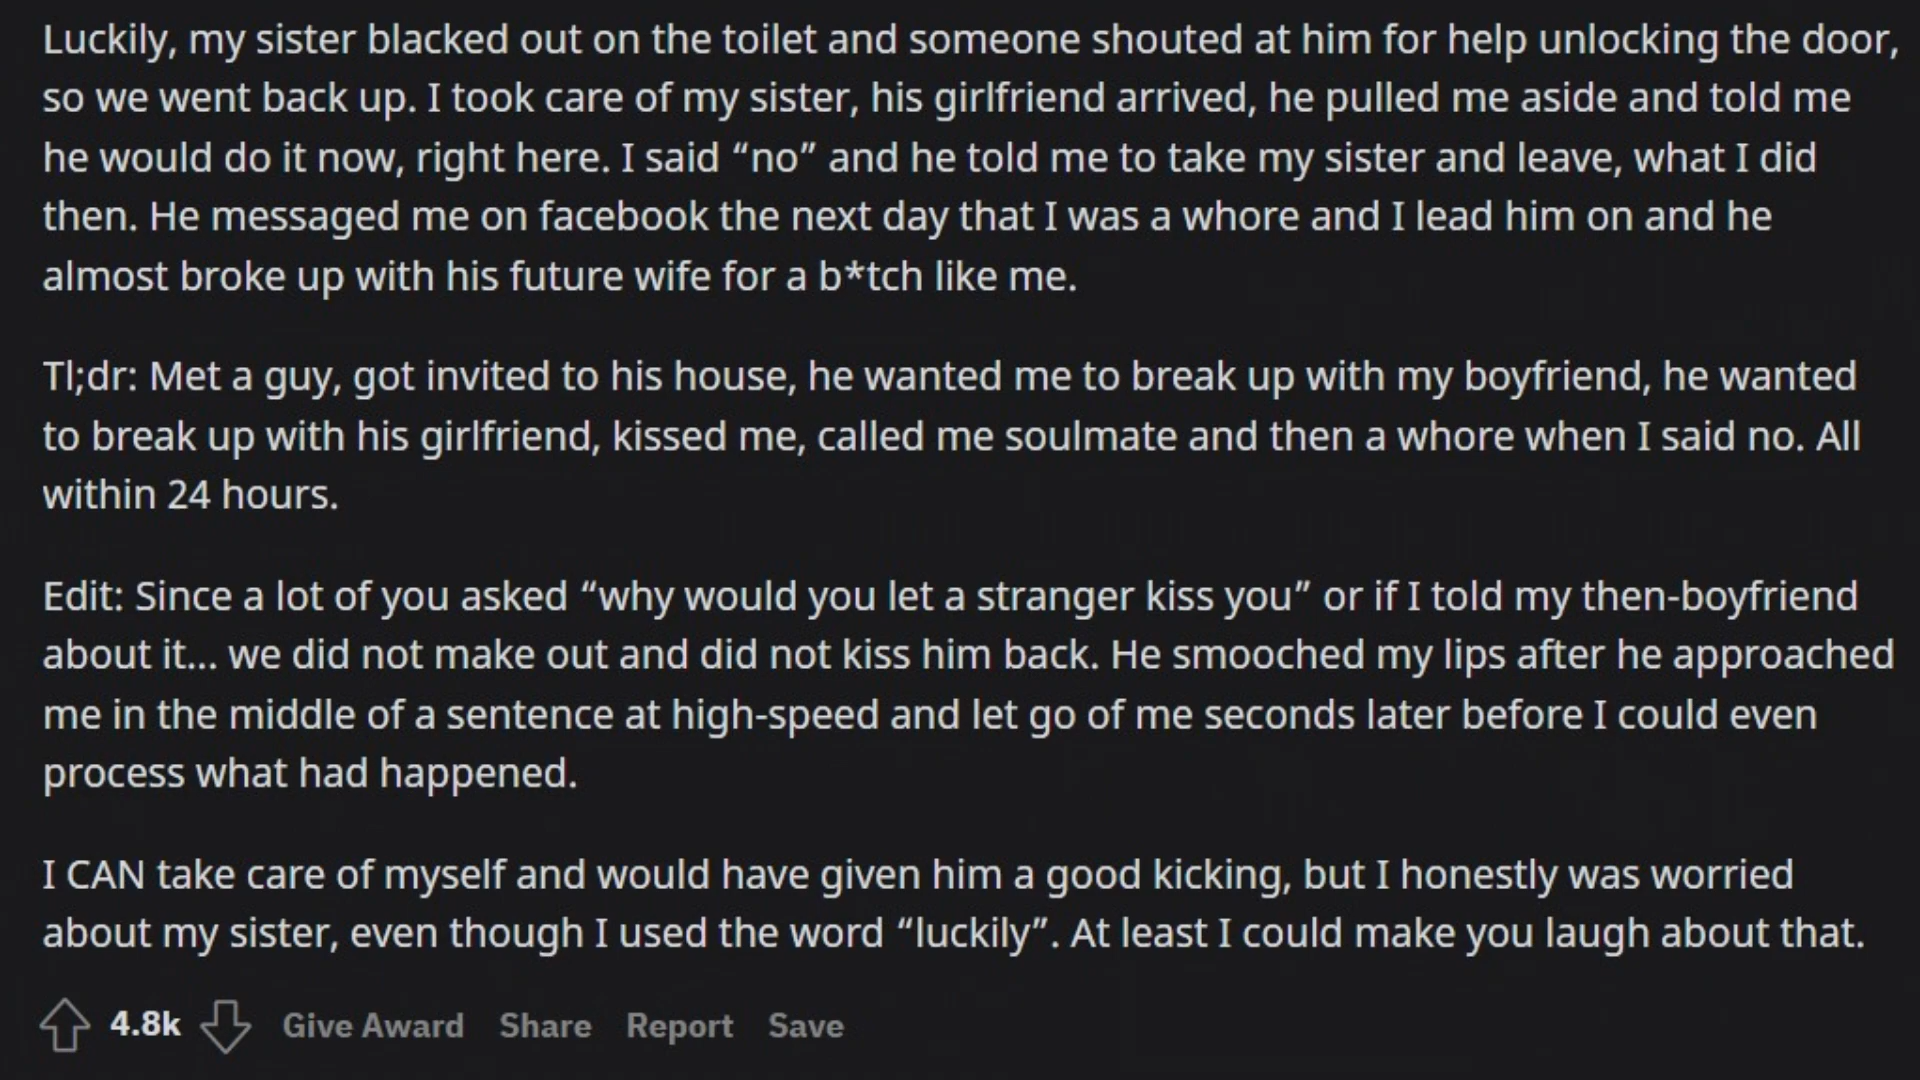 Luckily, my sister blacked out on the toilet and someone shouted at him for help unlocking the door,
so we went back up. I took care of my sister, his girlfriend arrived, he pulled me aside and told me
he would do it now, right here. I said “no” and he told me to take my sister and leave, what I did
then. He messaged me on facebook the next day that I was a whore and I lead him on and he
almost broke up with his future wife for a b*tch like me.
Tl;dr: Met a guy, got invited to his house, he wanted me to break up with my boyfriend, he wanted
to break up with his girlfriend, kissed me, called me soulmate and then a whore when I said no. All
within 24 hours.
Edit: Since a lot of you asked “why would you let a stranger kiss you” or if I told my then-boyfriend
about it... we did not make out and did not kiss him back. He smooched my lips after he approached
me in the middle of a sentence at high-speed and let go of me seconds later before I could even
process what had happened.
I CAN take care of myself and would have given him a good kicking, but I honestly was worried
about my sister, even though I used the word “luckily”. At least I could make you laugh about that.
4.8k Give Award Share Report Save